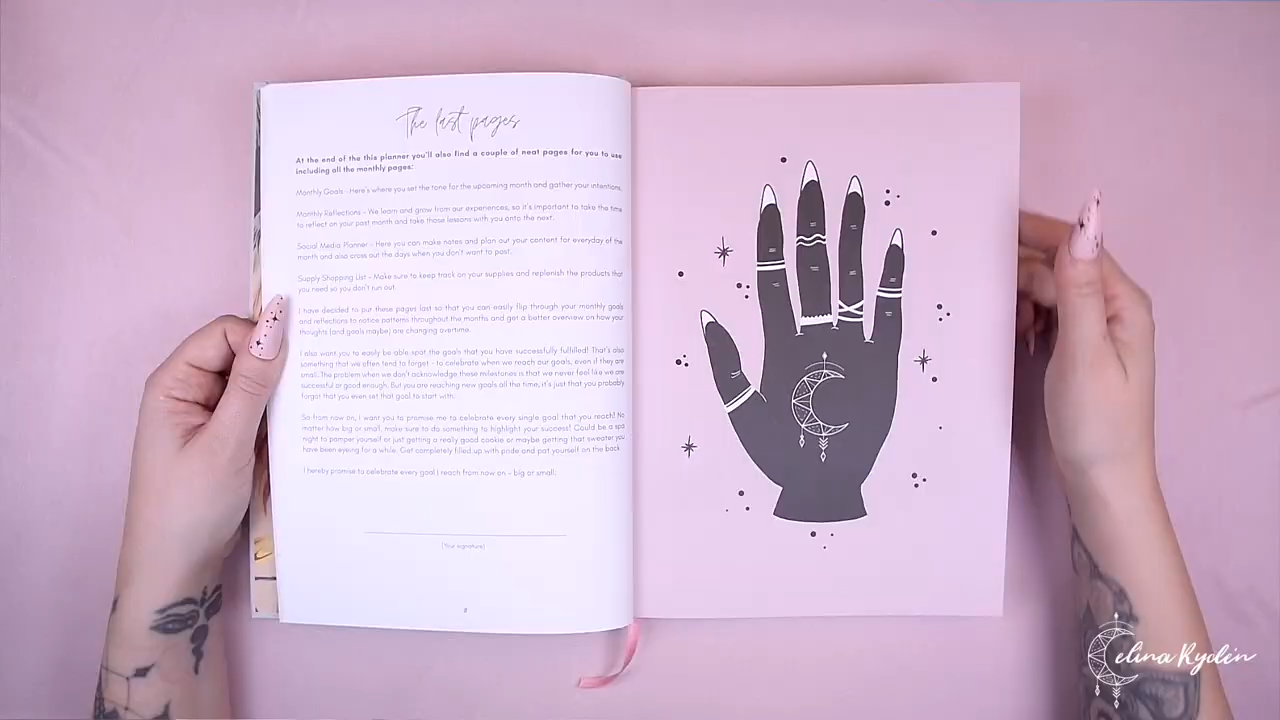 The last pages
At the end of the this planner you'll also find a couple of neat pages for you to use
including all the monthly pages:
Monthly Goals - Here's where you set the tone for the upcoming month and gather your intentions.
Monthly Reflections - We learn and grow from our experiences, so it's important to take the time
to reflect on your past month and take those lessons with you onto the next.
Social Media Planner - Here you can make notes and plan out your content for everyday of the
month and also cross out the days when you don't want to post.
Supply Shopping List - Make sure to keep track on your supplies and replenish the products that
you need so you don't run out.
I have decided to put these pages last so that you can easily flip through your monthly goals
and reflections to notice patterns throughout the months and get a better overview on how your
thoughts (and goals maybe) are changing overtime.
I also want you to easily be able spot the goals that you have successfully fulfilled! That's also
something that we often tend to forget - to celebrate when we reach our goals, even if they are
small. The problem when we don't acknowledge these milestones is that we never feel like we are
successful or good enough. But you are reaching new goals all the time, it's just that you probably
forgot that you even set that goal to start with.
So from now on, I want you to promise me to celebrate every single goal that you reach! No
matter how big or small, make sure to do something to highlight your success! Could be a spa
night to pamper yourself or just getting a really good cookie or maybe getting that sweater you
have been eyeing for a while. Get completely filled up with pride and pat yourself on the back.
I hereby promise to celebrate every goal I reach from now on - big or small.
(Your signature)
Celina Rydén